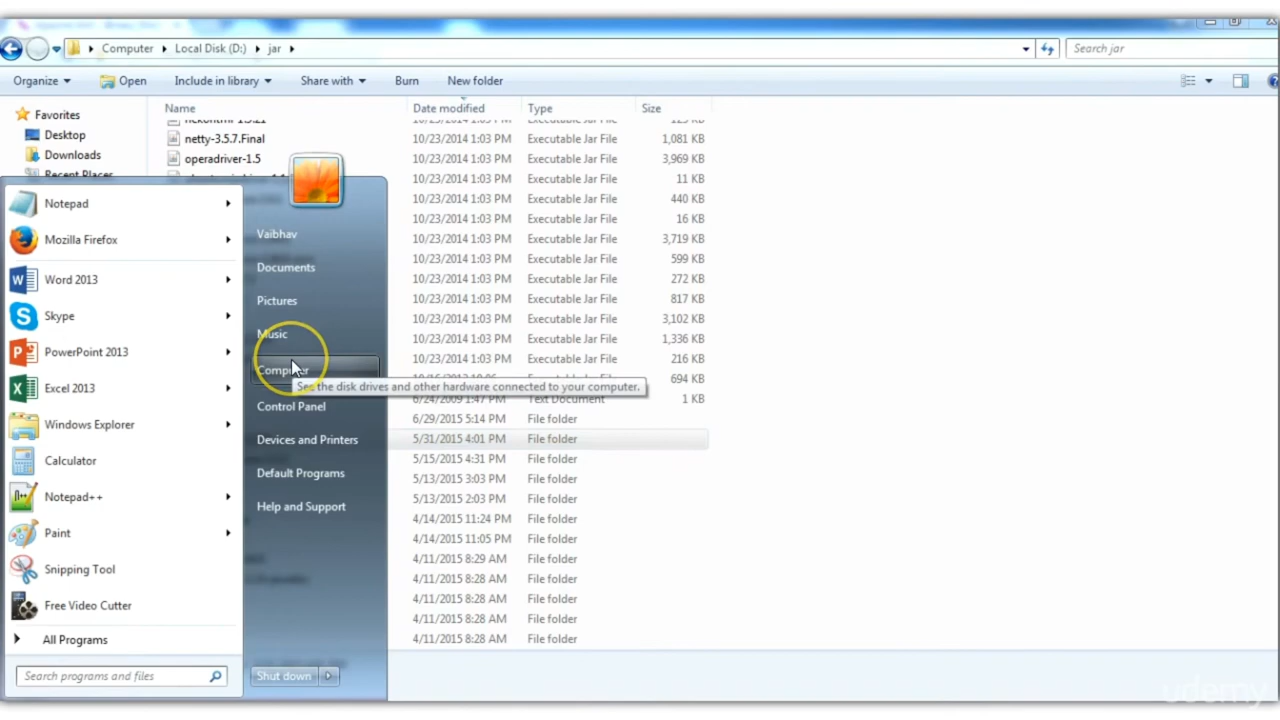 Computer Local Disk (D:) jar Search jar
Organize Open Include in library Share with Burn New folder
Name Date modified Type Size
Favorites
Desktop
Downloads
Recent Places
netty-3.5.7.Final 10/23/2014 1:03 PM Executable Jar File 1,081 KB
operadriver-1.5 10/23/2014 1:03 PM Executable Jar File 3,969 KB
10/23/2014 1:03 PM Executable Jar File 11 KB
10/23/2014 1:03 PM Executable Jar File 440 KB
10/23/2014 1:03 PM Executable Jar File 16 KB
10/23/2014 1:03 PM Executable Jar File 3,719 KB
10/23/2014 1:03 PM Executable Jar File 599 KB
10/23/2014 1:03 PM Executable Jar File 272 KB
10/23/2014 1:03 PM Executable Jar File 817 KB
10/23/2014 1:03 PM Executable Jar File 3,102 KB
10/23/2014 1:03 PM Executable Jar File 1,336 KB
10/23/2014 1:03 PM Executable Jar File 216 KB
694 KB
6/24/2009 1:47 PM Text Document 1 KB
6/29/2015 5:14 PM File folder
5/31/2015 4:01 PM File folder
5/15/2015 4:31 PM File folder
5/13/2015 3:03 PM File folder
5/13/2015 2:03 PM File folder
4/14/2015 11:24 PM File folder
4/14/2015 11:05 PM File folder
4/11/2015 8:29 AM File folder
4/11/2015 8:28 AM File folder
4/11/2015 8:28 AM File folder
4/11/2015 8:28 AM File folder
4/11/2015 8:28 AM File folder
Notepad
Mozilla Firefox
Word 2013
Skype
PowerPoint 2013
Excel 2013
Windows Explorer
Calculator
Notepad++
Paint
Snipping Tool
Free Video Cutter
All Programs
Search programs and files
Vaibhav
Documents
Pictures
Music
Computer
See the disk drives and other hardware connected to your computer.
Control Panel
Devices and Printers
Default Programs
Help and Support
Shut down
udemy